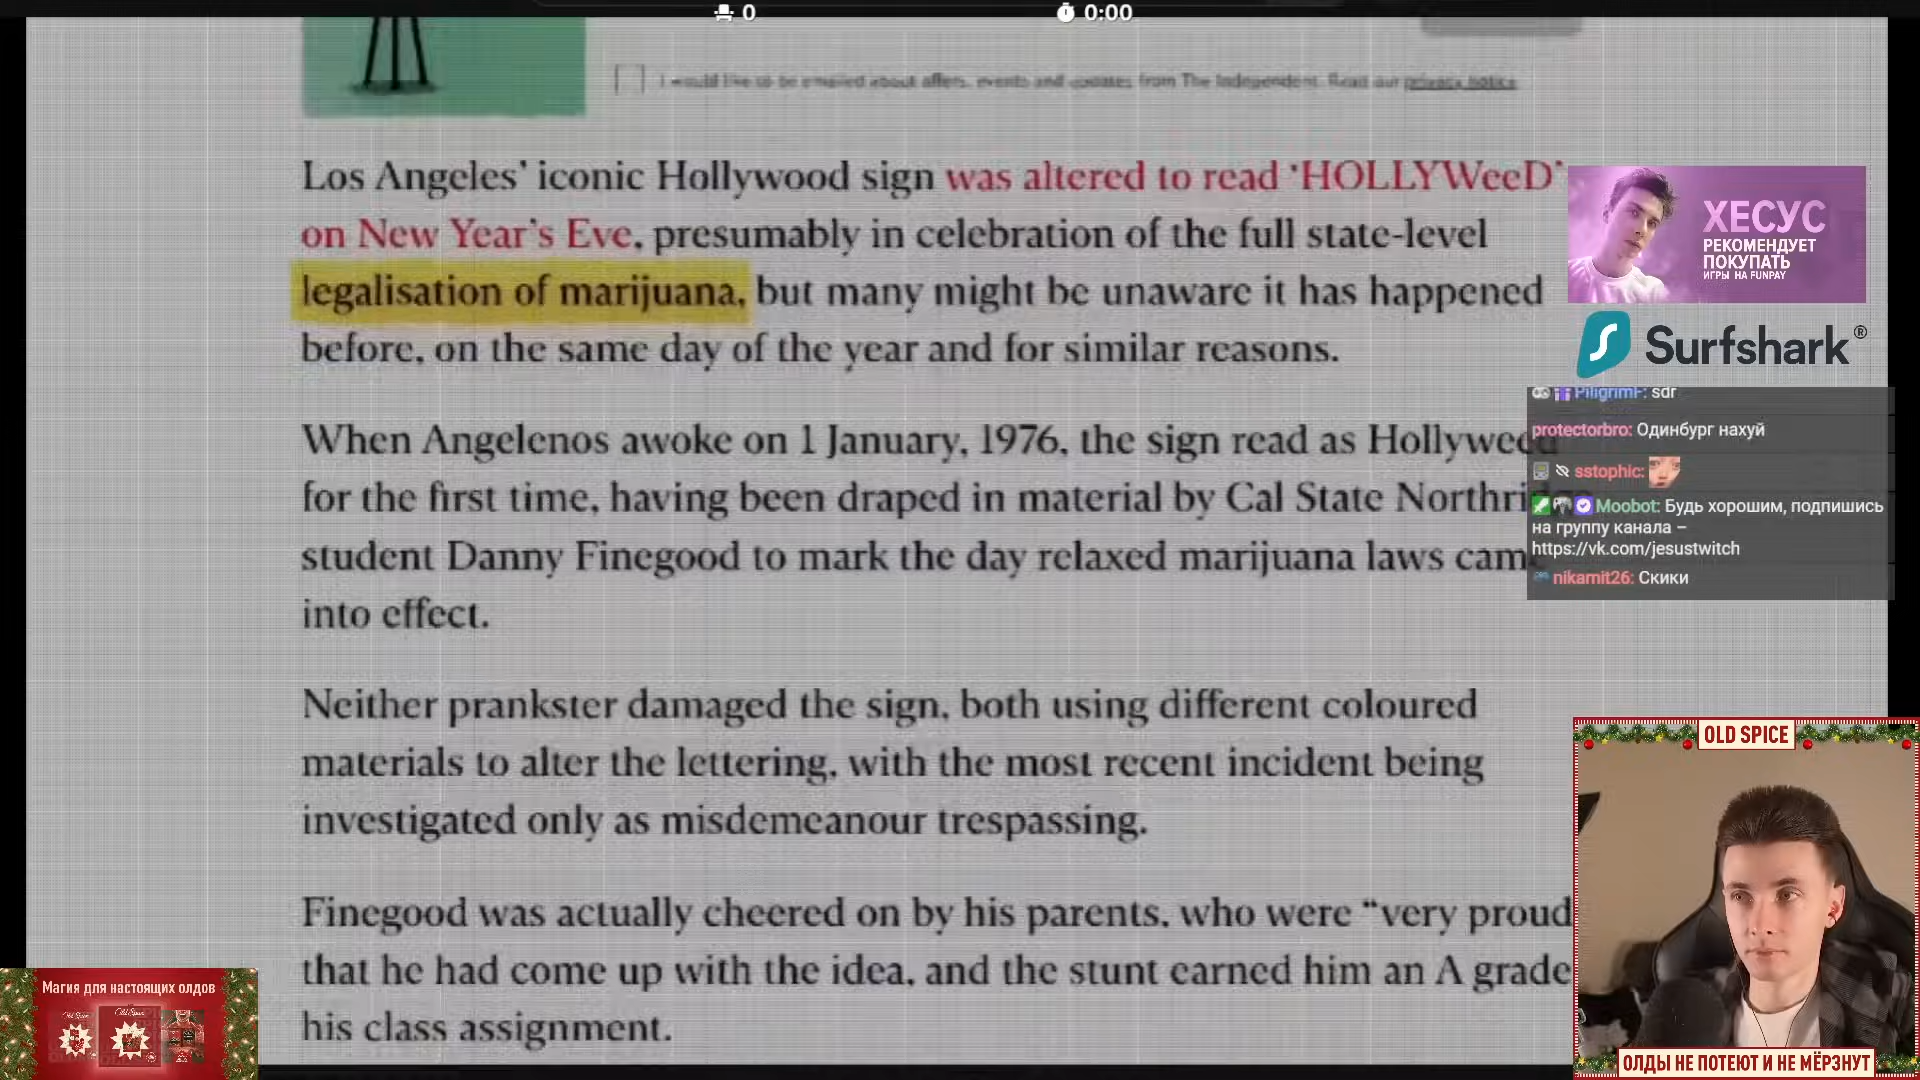 0
0:00
I would like to be emailed about offers, events and updates from The Independent. Read our privacy notice
Los Angeles’ iconic Hollywood sign was altered to read ‘HOLLYWeeD’
on New Year’s Eve, presumably in celebration of the full state-level
legalisation of marijuana, but many might be unaware it has happened
before, on the same day of the year and for similar reasons.
When Angelenos awoke on 1 January, 1976, the sign read as Hollyweed
for the first time, having been draped in material by Cal State Northri
student Danny Finegood to mark the day relaxed marijuana laws came
into effect.
Neither prankster damaged the sign, both using different coloured
materials to alter the lettering, with the most recent incident being
investigated only as misdemeanour trespassing.
Finegood was actually cheered on by his parents, who were “very proud
that he had come up with the idea, and the stunt earned him an A grade
his class assignment.
ХЕСУС
РЕКОМЕНДУЕТ
ПОКУПАТЬ
ИГРЫ НА FUNPAY
Surfshark®
PiligrimF: sdr
protectorbro: Одинбург нахуй
sstophic:
Moobot: Будь хорошим, подпишись
на группу канала –
https://vk.com/jesustwitch
nikamit26: Скики
OLD SPICE
ОЛДЫ НЕ ПОТЕЮТ И НЕ МЁРЗНУТ
Магия для настоящих олдов
Old Spice